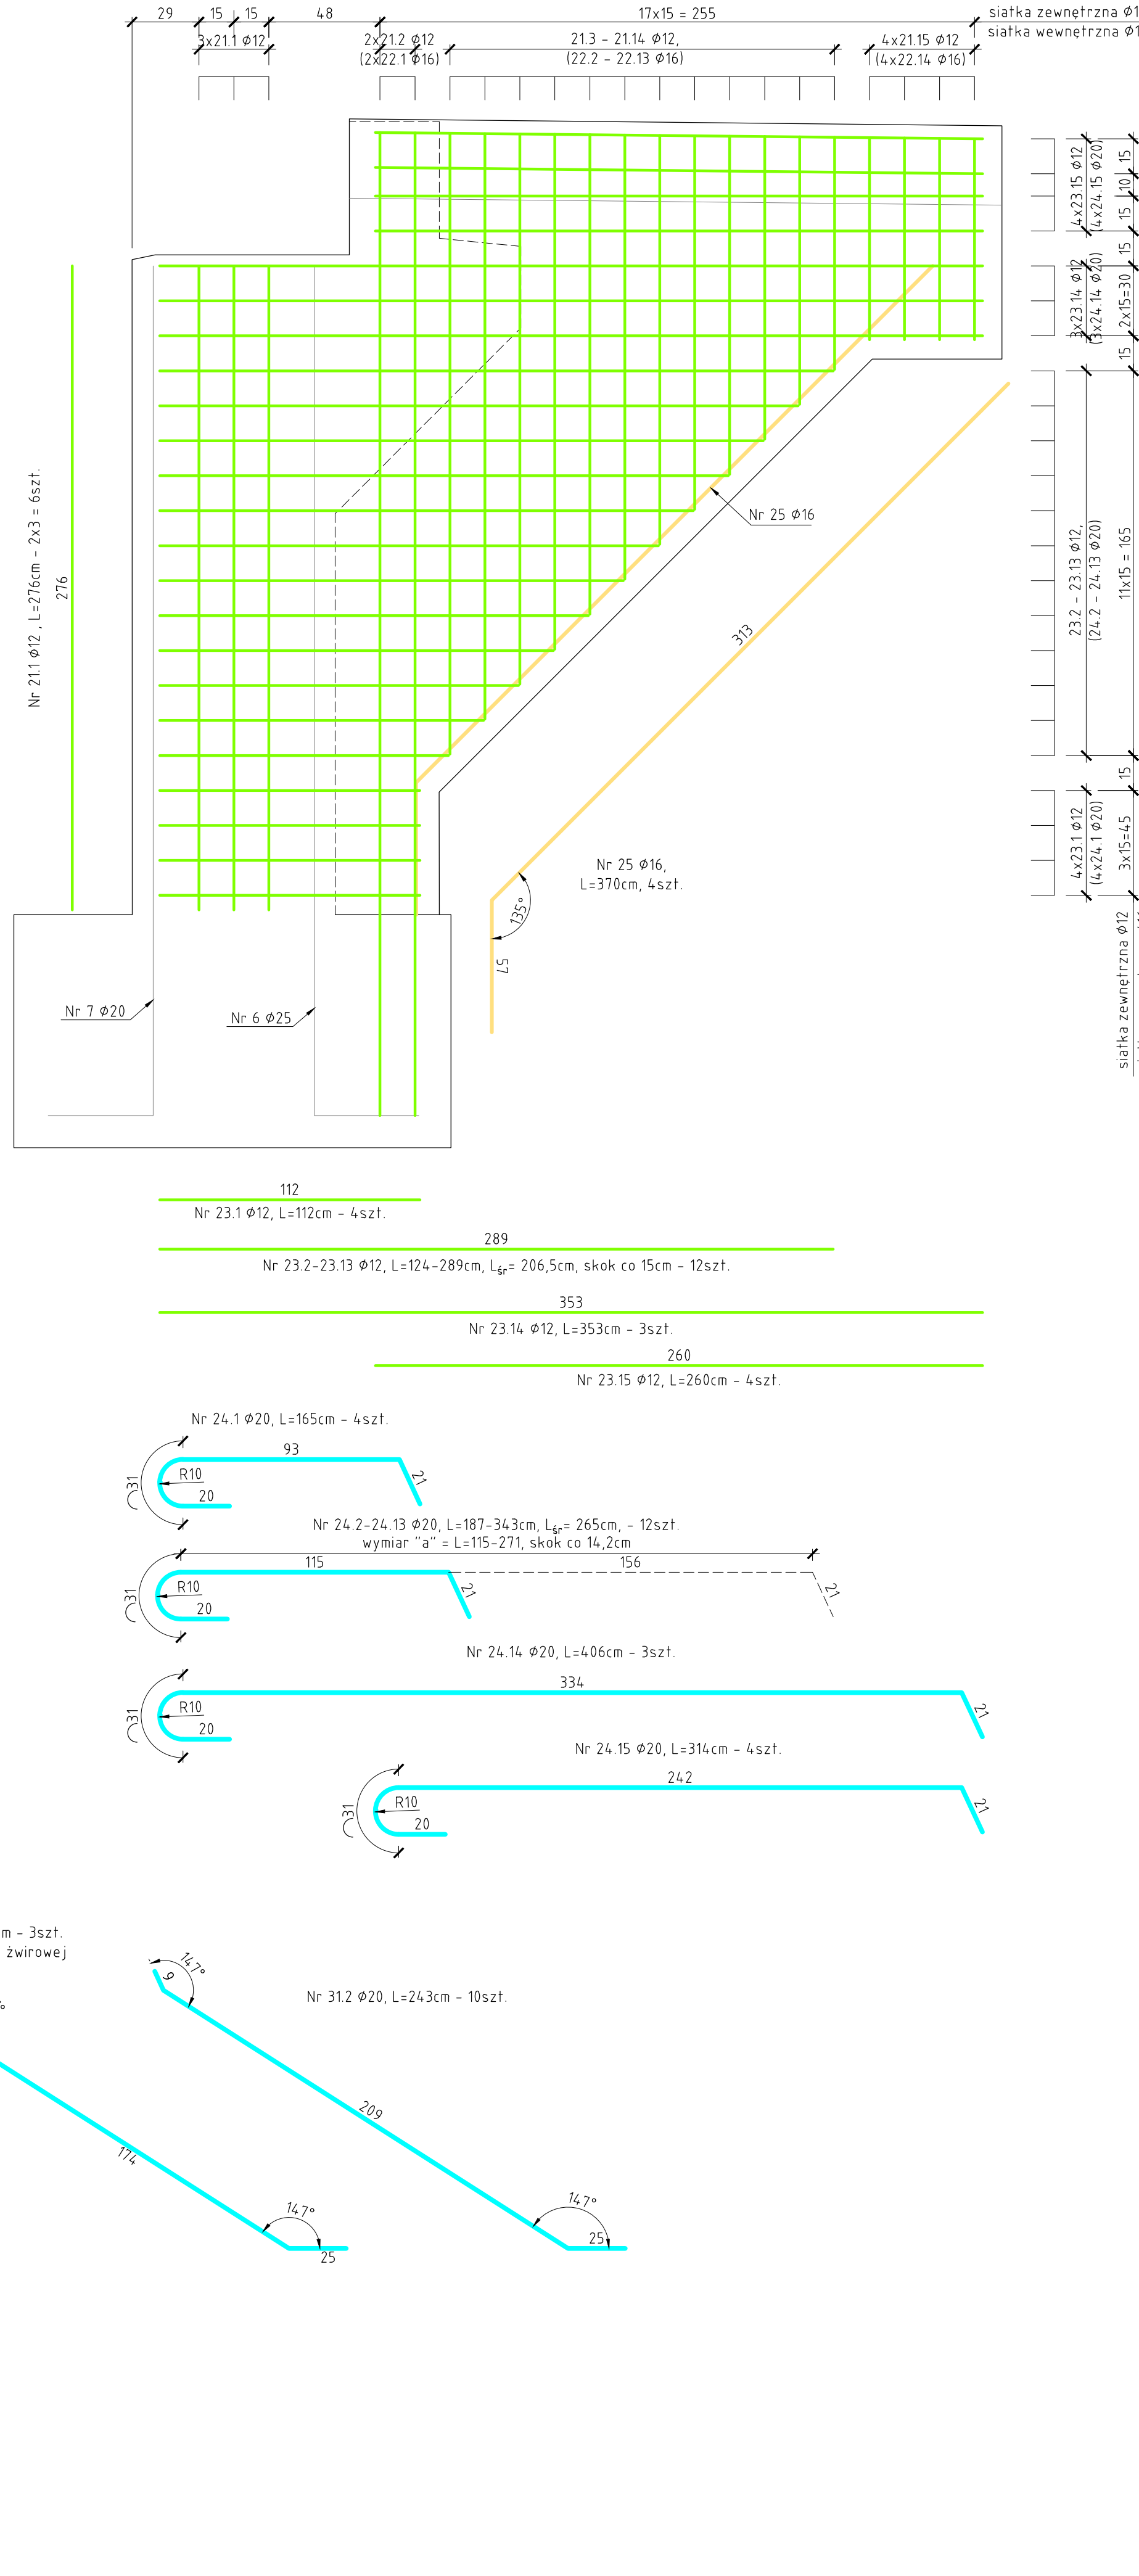 29
15
15
48
17x15 = 255
siatka zewnętrzna Φ1
siatka wewnętrzna Φ1
3x21.1 Φ12
2x21.2 Φ12
(2x22.1 Φ16)
21.3 - 21.14 Φ12,
(22.2 - 22.13 Φ16)
4x21.15 Φ12
(4x22.14 Φ16)
4x23.15 Φ12
(4x24.15 Φ20)
15
10
15
15
3x23.14 Φ12
(3x24.14 Φ20)
2x15=30
15
23.2 - 23.13 Φ12,
(24.2 - 24.13 Φ20)
11x15 = 165
15
4x23.1 Φ12
(4x24.1 Φ20)
3x15=45
siatka zewnętrzna Φ12
Nr 21.1 Φ12 , L=276cm - 2x3 = 6szt.
276
Nr 25 Φ16
313
Nr 25 Φ16,
L=370cm, 4szt.
135°
57
Nr 7 Φ20
Nr 6 Φ25
112
Nr 23.1 Φ12, L=112cm - 4szt.
289
Nr 23.2-23.13 Φ12, L=124-289cm, Lśr= 206,5cm, skok co 15cm - 12szt.
353
Nr 23.14 Φ12, L=353cm - 3szt.
260
Nr 23.15 Φ12, L=260cm - 4szt.
Nr 24.1 Φ20, L=165cm - 4szt.
93
31
R10
20
21
Nr 24.2-24.13 Φ20, L=187-343cm, Lśr= 265cm, - 12szt.
wymiar "a" = L=115-271, skok co 14,2cm
115
156
31
R10
20
21
21
Nr 24.14 Φ20, L=406cm - 3szt.
334
31
R10
20
21
Nr 24.15 Φ20, L=314cm - 4szt.
242
31
R10
20
21
m - 3szt.
żwirowej
147°
9
Nr 31.2 Φ20, L=243cm - 10szt.
209
174
147°
25
147°
25